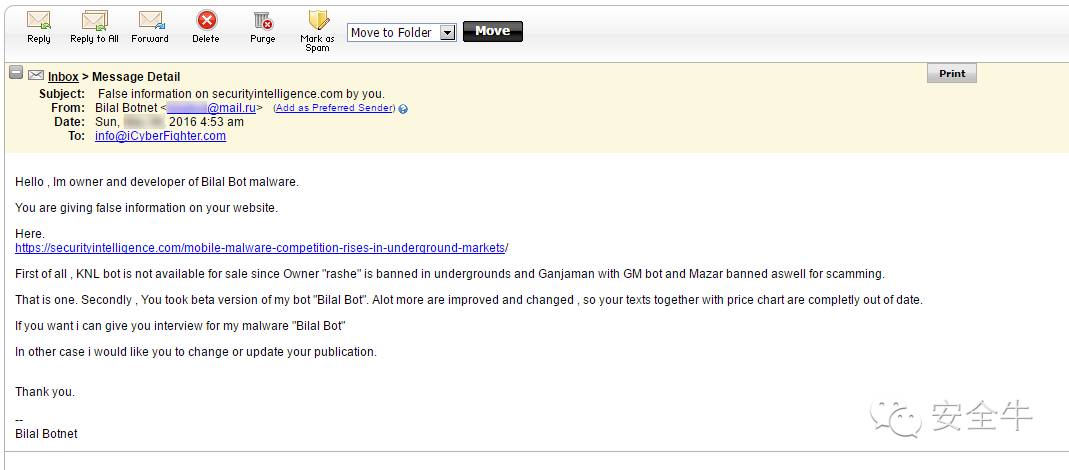 Reply
Reply to All
Forward
Delete
Purge
Mark as
Spam
Move to Folder
Move
Inbox > Message Detail
Print
Subject: False information on securityintelligence.com by you.
From: Bilal Botnet < @mail.ru> (Add as Preferred Sender)
Date: Sun, 2016 4:53 am
To: info@iCyberFighter.com
Hello , Im owner and developer of Bilal Bot malware.
You are giving false information on your website.
Here.
https://securityintelligence.com/mobile-malware-competition-rises-in-underground-markets/
First of all , KNL bot is not available for sale since Owner "rashe" is banned in undergrounds and Ganjaman with GM bot and Mazar banned aswell for scamming.
That is one. Secondly , You took beta version of my bot "Bilal Bot". Alot more are improved and changed , so your texts together with price chart are completly out of date.
If you want i can give you interview for my malware "Bilal Bot"
In other case i would like you to change or update your publication.
Thank you.
--
Bilal Botnet
安全牛